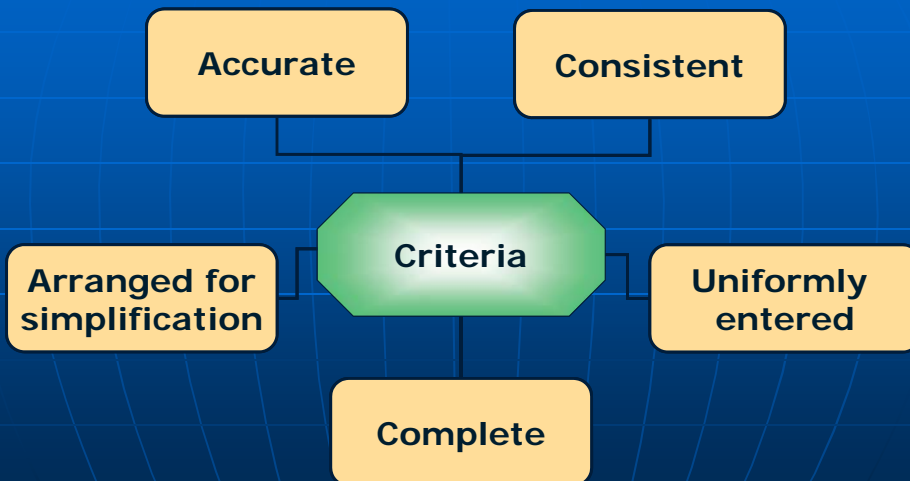 Accurate
Consistent
Criteria
Arranged for
simplification
Uniformly
entered
Complete